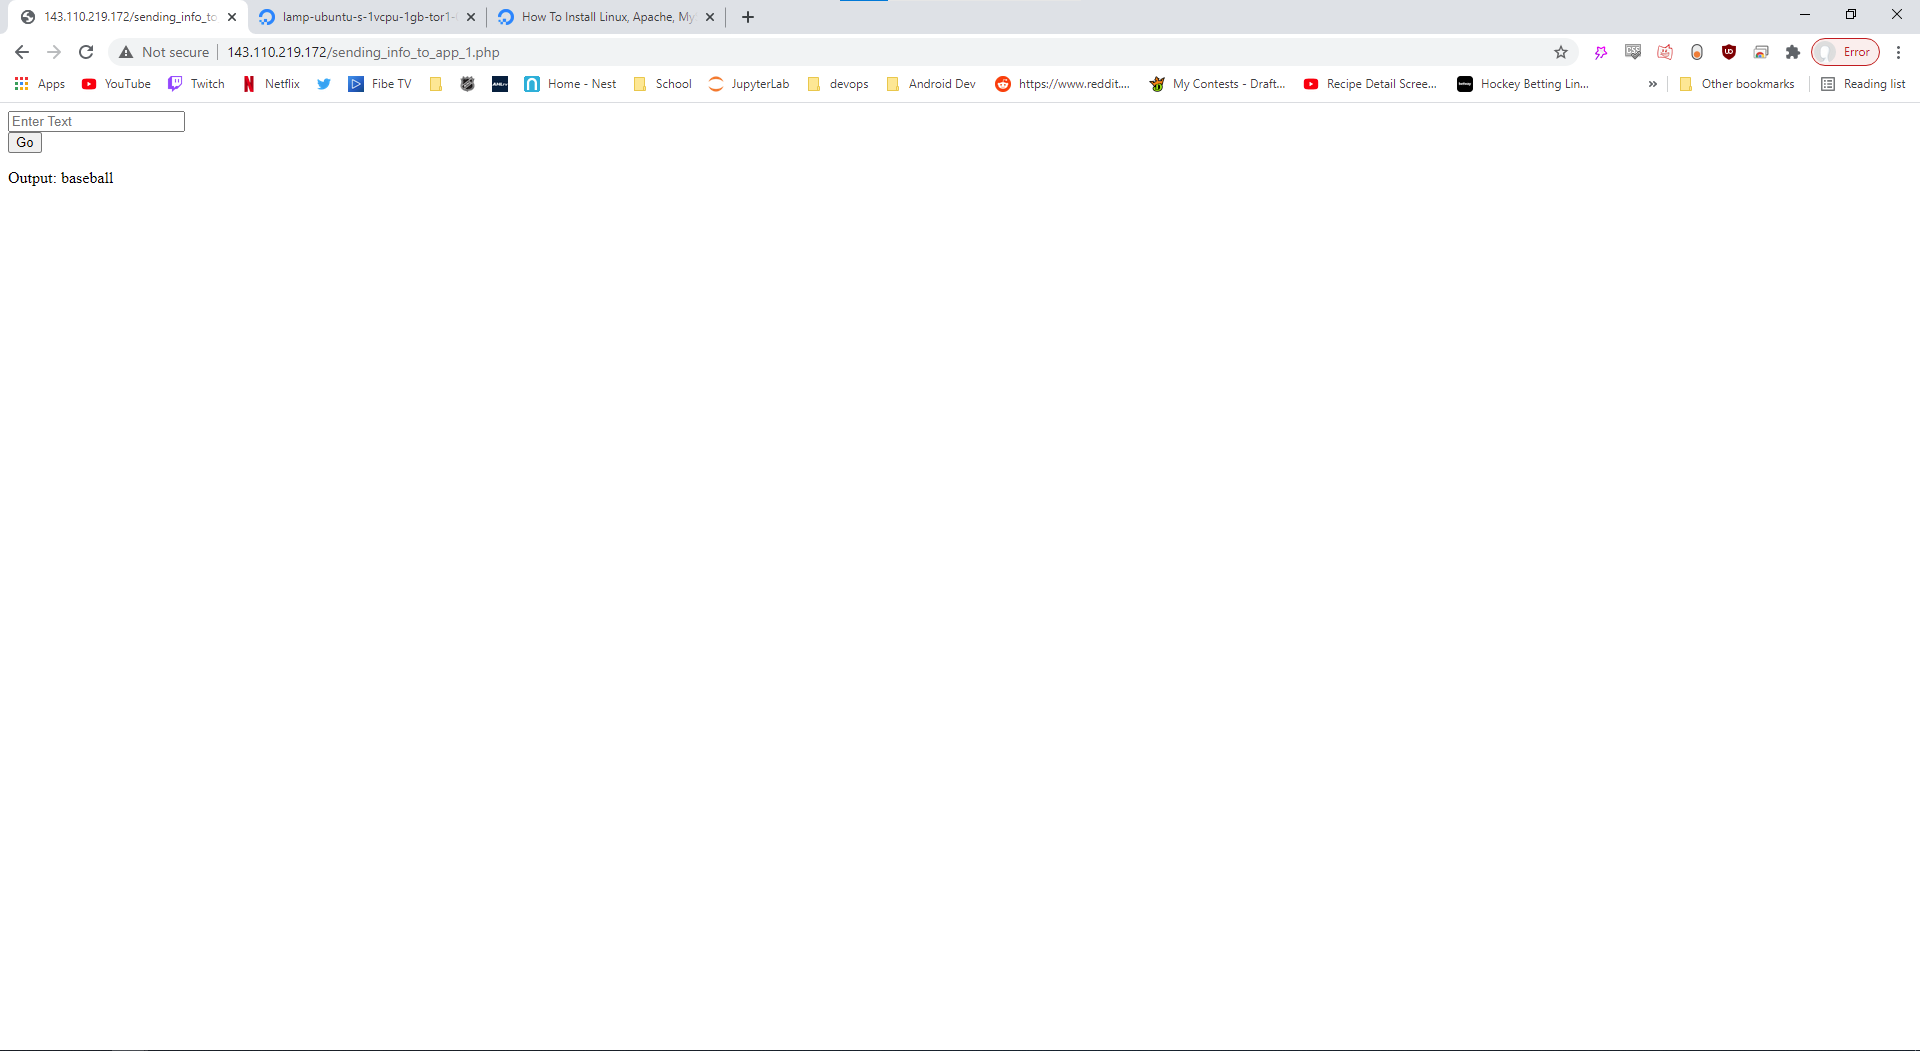 143.110.219.172/sending_info_to
lamp-ubuntu-s-1vcpu-1gb-tor1-
How To Install Linux, Apache, My
Not secure 143.110.219.172/sending_info_to_app_1.php Error
Apps YouTube Twitch Netflix Fibe TV Home - Nest School JupyterLab devops Android Dev https://www.reddit.... My Contests - Draft... Recipe Detail Scree... Hockey Betting Lin... » Other bookmarks Reading list
Enter Text
Go
Output: baseball